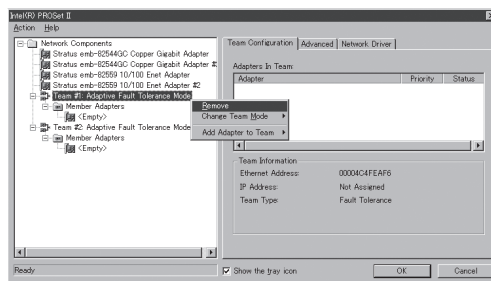 Intel(R) PROSet II
Action Help
Network Components
Stratus emb-82544GC Copper Gigabit Adapter
Stratus emb-82544GC Copper Gigabit Adapter #:
Stratus emb-82559 10/100 Enet Adapter
Stratus emb-82559 10/100 Enet Adapter #2
Team #1: Adaptive Fault Tolerance Mode
Member Adapters
<Empty>
Team #2: Adaptive Fault Tolerance Mode
Member Adapters
<Empty>
Remove
Change Team Mode
Add Adapter to Team
Team Configuration Advanced Network Driver
Adapters In Team:
Adapter Priority Status
Team Information
Ethernet Address: 00004C4FEAF6
IP Address: Not Assigned
Team Type: Fault Tolerance
Ready
Show the tray icon
OK Cancel